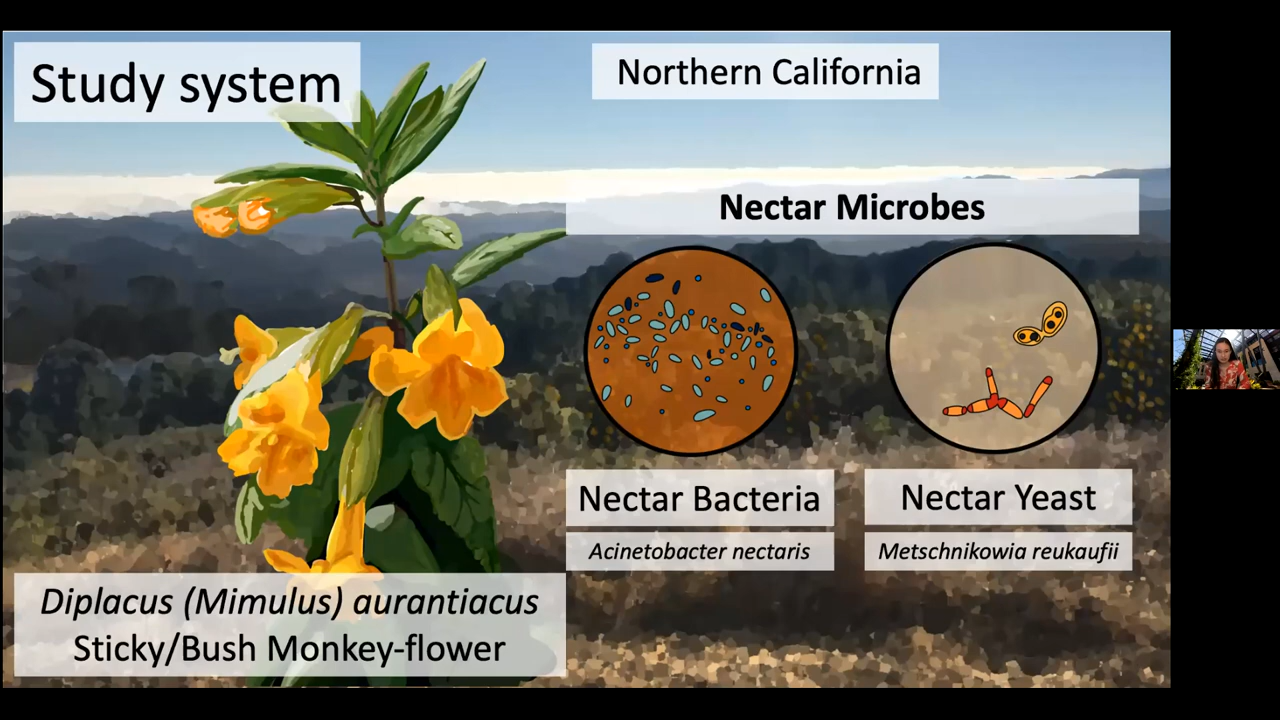 Study system
Northern California
Nectar Microbes
Nectar Bacteria
Nectar Yeast
Acinetobacter nectaris
Metschnikowia reukaufii
Diplacus (Mimulus) aurantiacus
Sticky/Bush Monkey-flower